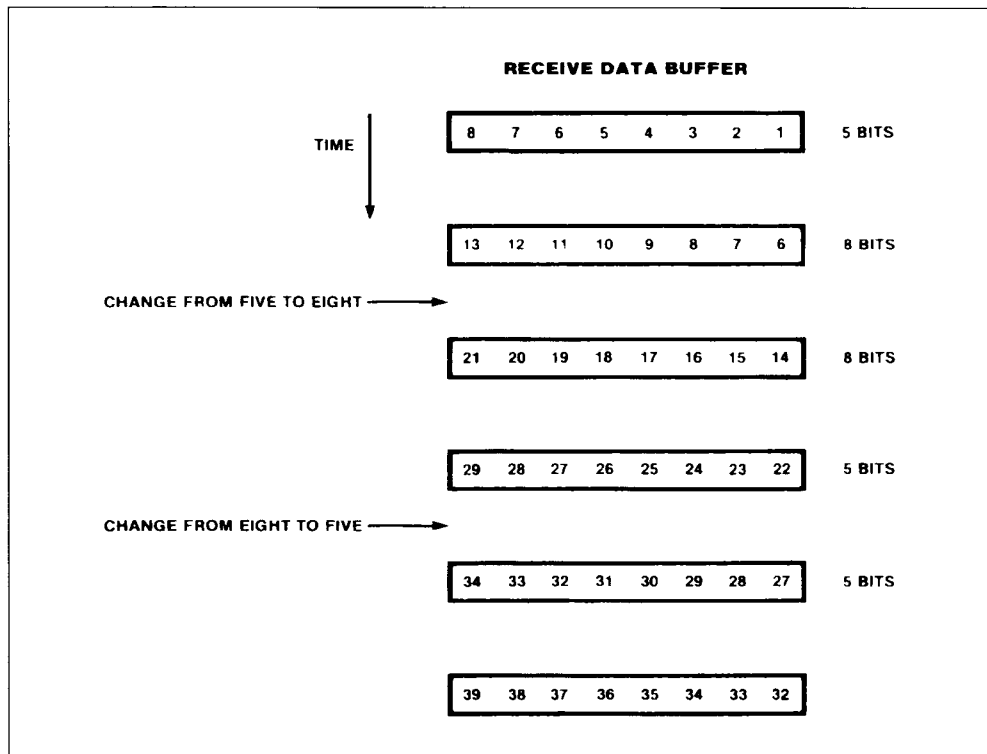 RECEIVE DATA BUFFER
TIME
8 7 6 5 4 3 2 1 5 BITS
13 12 11 10 9 8 7 6 8 BITS
CHANGE FROM FIVE TO EIGHT
21 20 19 18 17 16 15 14 8 BITS
29 28 27 26 25 24 23 22 5 BITS
CHANGE FROM EIGHT TO FIVE
34 33 32 31 30 29 28 27 5 BITS
39 38 37 36 35 34 33 32